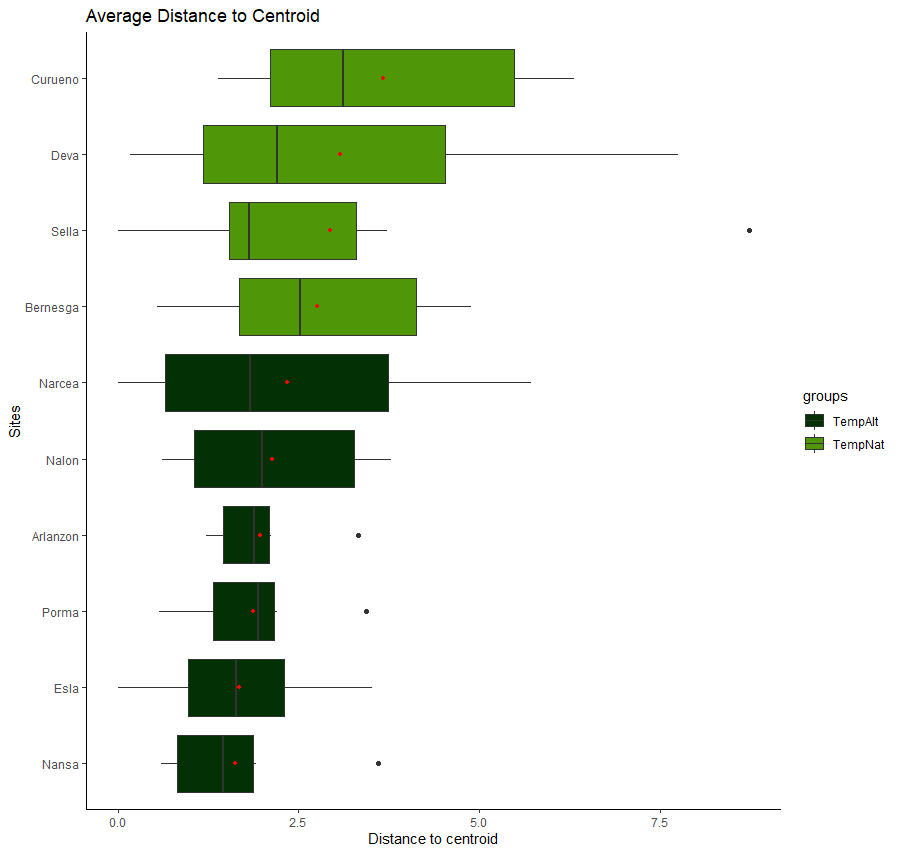 Average Distance to Centroid
Curueno
Deva
Sella
Bernesga
Narcea
Nalon
Arlanzon
Porma
Esla
Nansa
Sites
0.0 2.5 5.0 7.5
Distance to centroid
groups
TempAlt
TempNat